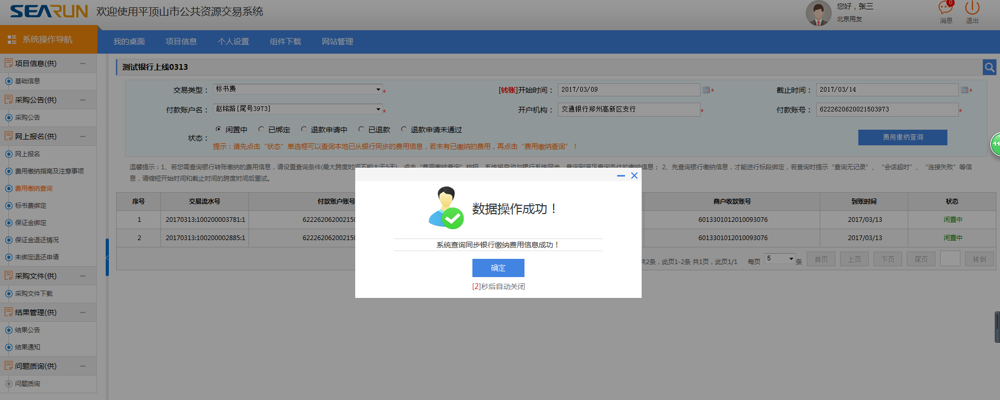 SEARUN 欢迎使用平顶山市公共资源交易系统
您好，张三
北京用友
0
消息 退出
系统操作导航
我的桌面 项目信息 个人设置 组件下载 网站管理
项目信息(供)
基础信息
采购公告(供)
采购公告
网上报名(供)
网上报名
费用缴纳指南及注意事项
费用缴纳查询
标书费绑定
保证金绑定
保证金退还情况
未绑定退还申请
采购文件(供)
采购文件下载
结果管理(供)
结果公告
结果通知
问题质询(供)
问题质询
测试银行上线0313
交易类型： 标书费 * [转账]开始时间： 2017/03/09 * 截止时间： 2017/03/14 *
付款账户名： 赵铭路[尾号3973] * 开户机构： 交通银行郑州高新区支行 * 付款账号： 6222620620021503973 *
状态： 闲置中 已绑定 退款申请中 已退款 退款申请未通过
提示：请先点击“状态”单选框可以查询本地已从银行同步的费用信息，若未有已缴纳的费用，再点击“费用缴纳查询”！
费用缴纳查询
44
温馨提示：1、若您需查询银行转账缴纳的费用信息，请设置查询条件(最大跨度时间不能大于5天)，点击“费用缴纳查询”按钮，系统将自动与银行系统同步，查询到满足查询条件的缴纳信息； 2、先查询银行缴纳信息，才能进行标段绑定，若查询时提示“查询无记录”、“会话超时”、“连接失败”等信
息，请缩短开始时间和截止时间的跨度时间后重试。
序号 交易流水号 付款账户账号 商户收款账号 到账时间 状态
1 20170313:100200003781:1 622262062002150 6013301012010093076 2017/03/13 闲置中
2 20170313:100200002885:1 622262062002150 6013301012010093076 2017/03/13 闲置中
共2条，此页1-2条 共1页，此页1/1 每页 5 条 首页 上页 下页 尾页 转到
数据操作成功！
系统查询同步银行缴纳费用信息成功！
确定
[2]秒后自动关闭